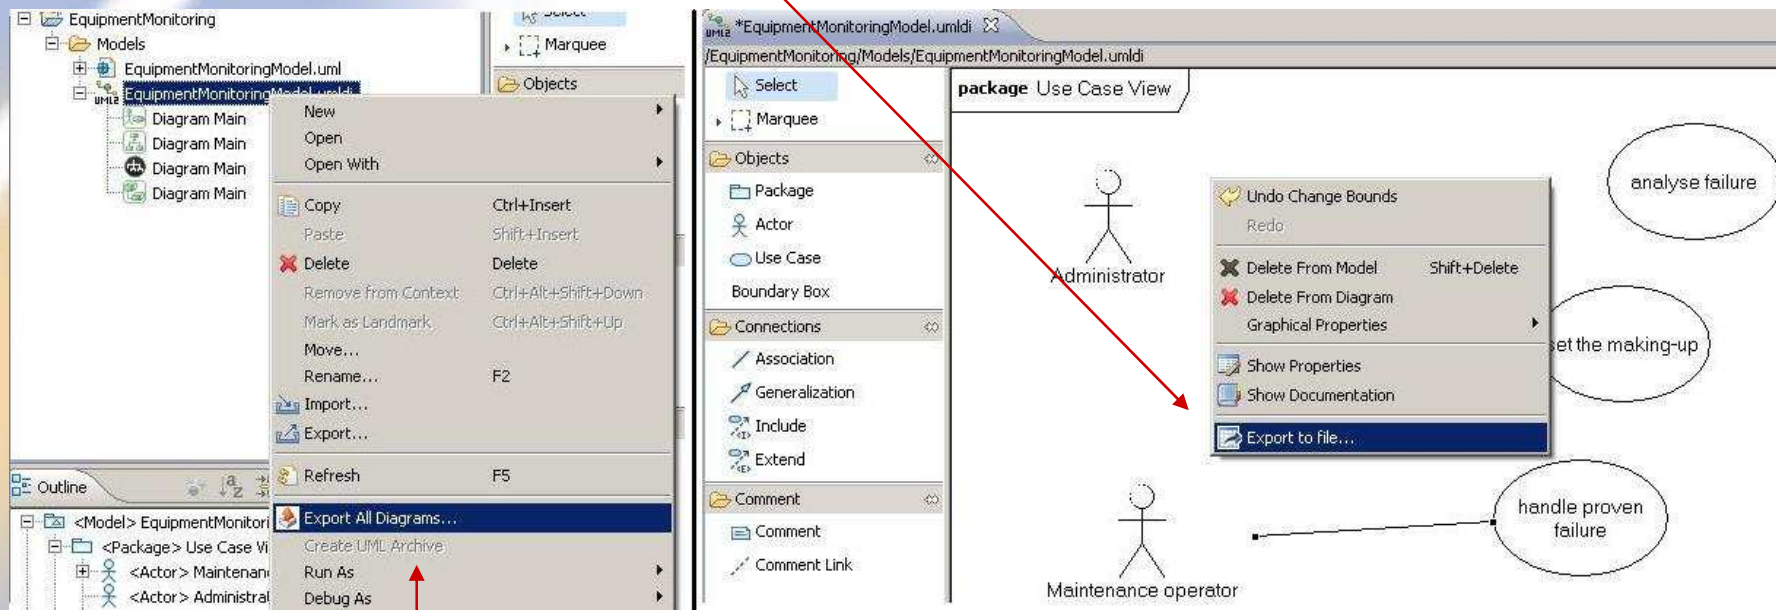 EquipmentMonitoring
Models
EquipmentMonitoringModel.uml
EquipmentMonitoringModel.umldi
Diagram Main
Diagram Main
Diagram Main
Diagram Main
Select
Marquee
Objects
New
Open
Open With
Copy Ctrl+Insert
Paste Shift+Insert
Delete Delete
Remove from Context Ctrl+Alt+Shift+Down
Mark as Landmark Ctrl+Alt+Shift+Up
Move...
Rename... F2
Import...
Export...
Refresh F5
Export All Diagrams...
Create UML Archive
Run As
Debug As
Outline
<Model> EquipmentMonitori
<Package> Use Case Vi
<Actor> Maintenan
<Actor> Administra
*EquipmentMonitoringModel.umldi
/EquipmentMonitoring/Models/EquipmentMonitoringModel.umldi
Select
Marquee
Objects
Package
Actor
Use Case
Boundary Box
Connections
Association
Generalization
Include
Extend
Comment
Comment
Comment Link
package Use Case View
Administrator
analyse failure
Undo Change Bounds
Redo
Delete From Model Shift+Delete
Delete From Diagram
Graphical Properties
Show Properties
Show Documentation
Export to file...
set the making-up
handle proven
failure
Maintenance operator